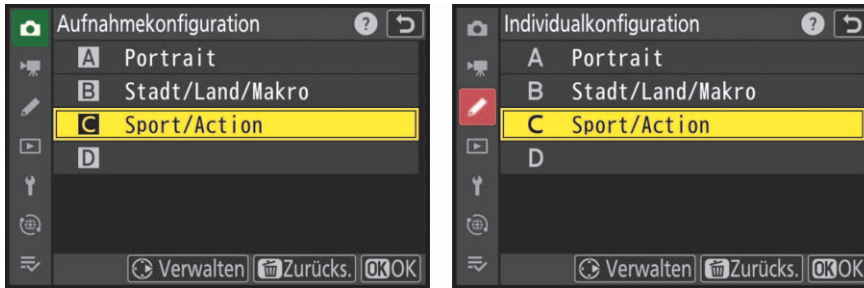 Aufnahmekonfiguration ?
A Portrait
B Stadt/Land/Makro
C Sport/Action
D
Verwalten Zurücks. OK OK
Individualkonfiguration ?
A Portrait
B Stadt/Land/Makro
C Sport/Action
D
Verwalten Zurücks. OK OK